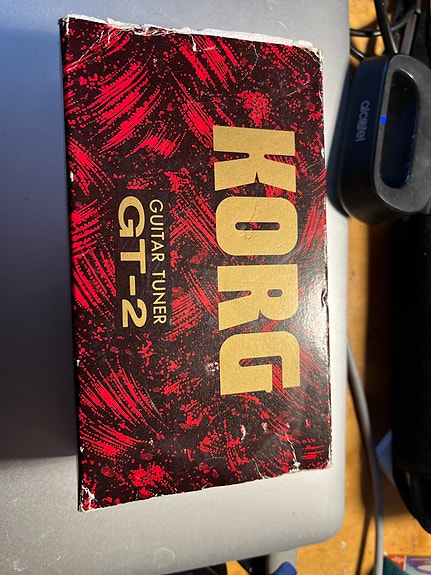 KORG
GUITAR TUNER
GT-2
alcatel